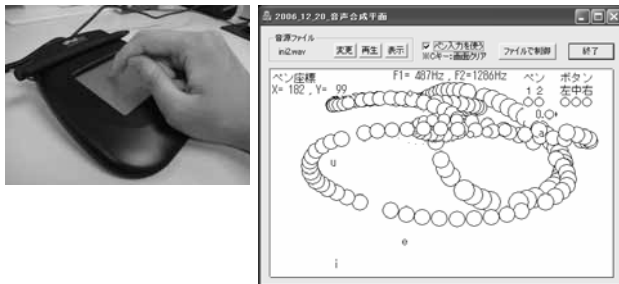 2006_12_20_音声合成平面
音源ファイル
ini2.wav 変更 再生 表示
ペン入力を使う
※Cキー:画面クリア
ファイルで制御 終了
ペン座標 F1= 487Hz , F2=1286Hz ペン ボタン
X= 182 , Y= 99 1 2 左中右
a
u
e
i